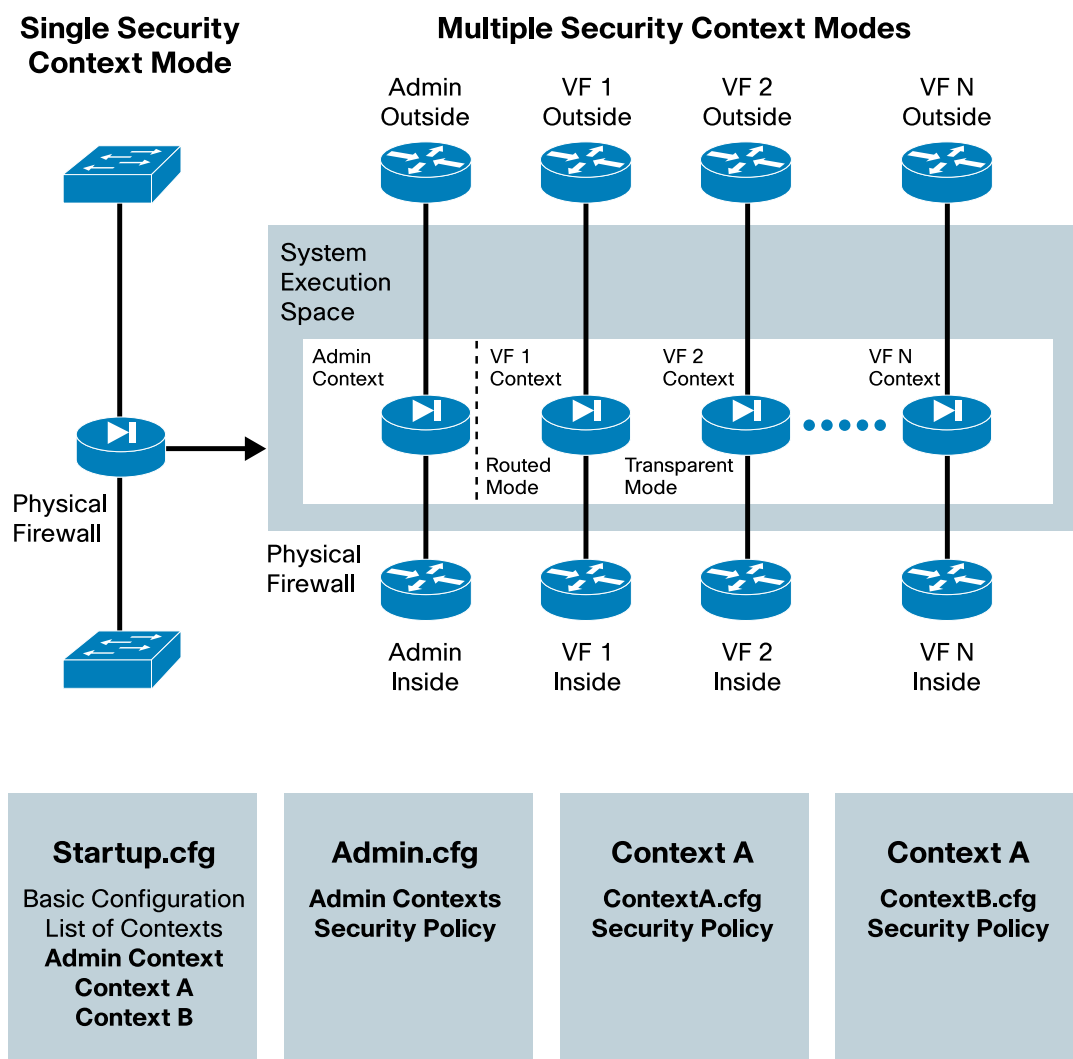 Single Security
Context Mode
Multiple Security Context Modes
Admin
Outside
VF 1
Outside
VF 2
Outside
VF N
Outside
System
Execution
Space
Admin
Context
VF 1
Context
VF 2
Context
VF N
Context
Routed
Mode
Transparent
Mode
Physical
Firewall
Physical
Firewall
Admin
Inside
VF 1
Inside
VF 2
Inside
VF N
Inside
Startup.cfg
Basic Configuration
List of Contexts
Admin Context
Context A
Context B
Admin.cfg
Admin Contexts
Security Policy
Context A
ContextA.cfg
Security Policy
Context A
ContextB.cfg
Security Policy